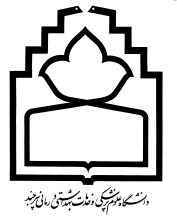 دانشگاه علوم پزشکی و خدمات بهداشتی درمانی بیرجند